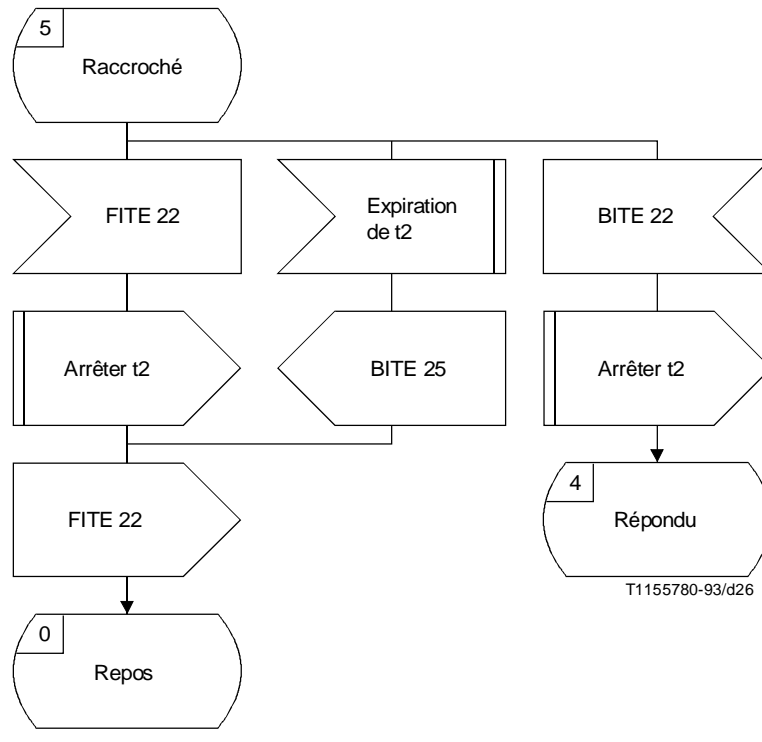 5
Raccroché
FITE 22
Expiration
de t2
BITE 22
Arrêter t2
BITE 25
Arrêter t2
FITE 22
4
Répondu
T1155780-93/d26
0
Repos